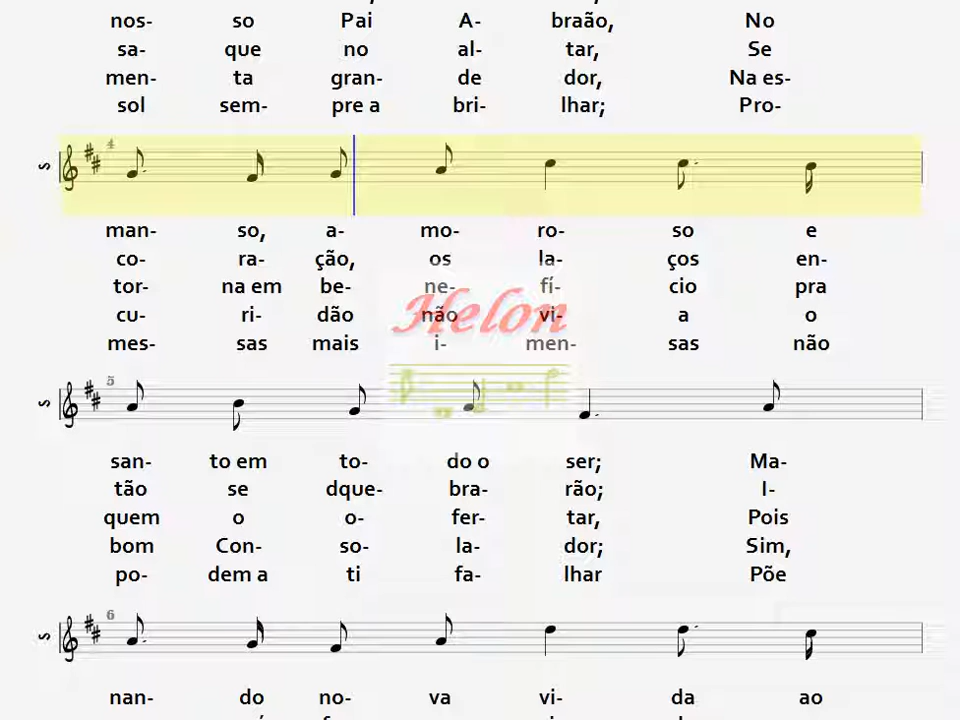 nos- so Pai A- braão, No
sa- que no al- tar, Se
men- ta gran- de dor, Na es-
sol sem- pre a bri- lhar; Pro-
4
S
man- so, a- mo- ro- so e
co- ra- ção, os la- ços en-
tor- na em be- ne- fí- cio pra
cu- ri- dão não vi- a o
mes- sas mais i- men- sas não
Helon
5
S
san- to em to- do o ser; Ma-
tão se dque- bra- rão; I-
quem o o- fer- tar, Pois
bom Con- so- la- dor; Sim,
po- dem a ti fa- lhar Põe
6
S
nan- do no- va vi- da ao